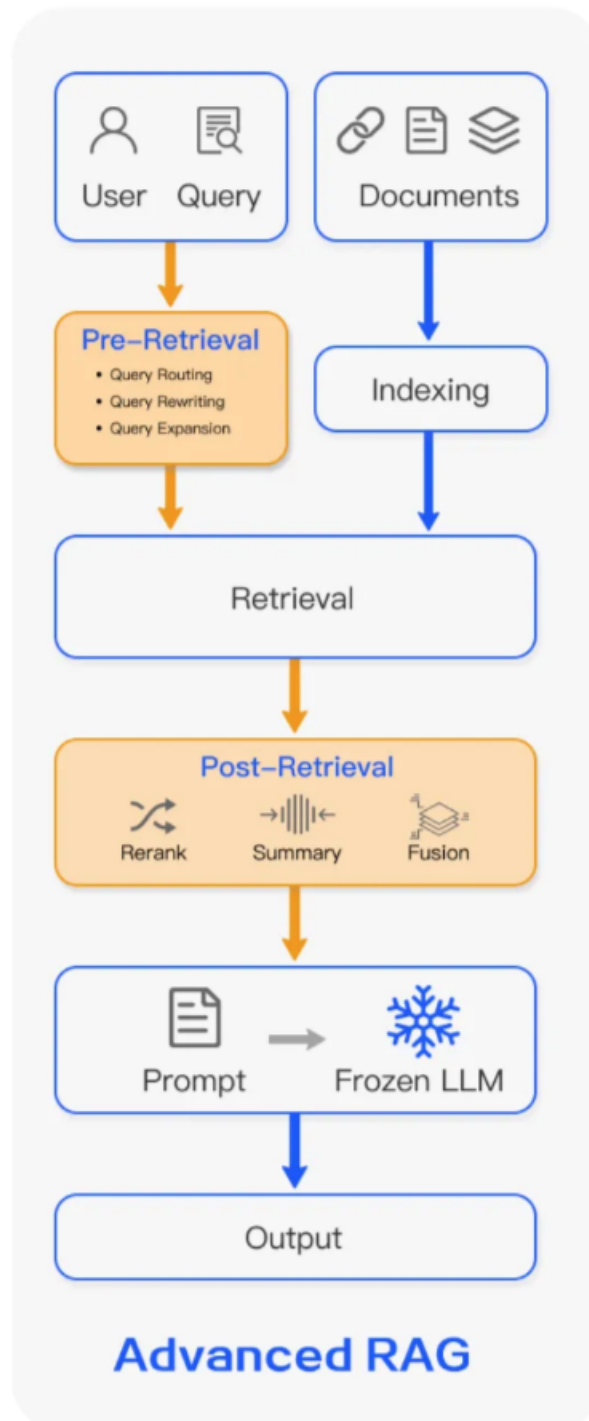 User Query
Documents
Pre-Retrieval
• Query Routing
• Query Rewriting
• Query Expansion
Indexing
Retrieval
Post-Retrieval
Rerank Summary Fusion
Prompt Frozen LLM
Output
Advanced RAG